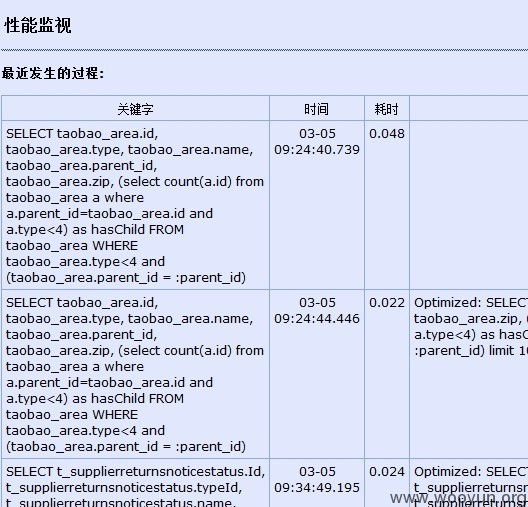 性能监视
最近发生的过程:
关键字 时间 耗时
SELECT taobao_area.id, 03-05 0.048
taobao_area.type, taobao_area.name, 09:24:40.739
taobao_area.parent_id,
taobao_area.zip, (select count(a.id) from
taobao_area a where
a.parent_id=taobao_area.id and
a.type<4) as hasChild FROM
taobao_area WHERE
taobao_area.type<4 and
(taobao_area.parent_id = :parent_id)
SELECT taobao_area.id, 03-05 0.022 Optimized: SELECT
taobao_area.type, taobao_area.name, 09:24:44.446 taobao_area.zip, (
taobao_area.parent_id, a.type<4) as hasC
taobao_area.zip, (select count(a.id) from :parent_id) limit 10
taobao_area a where
a.parent_id=taobao_area.id and
a.type<4) as hasChild FROM
taobao_area WHERE
taobao_area.type<4 and
(taobao_area.parent_id = :parent_id)
SELECT t_supplierreturnsnoticestatus.Id, 03-05 0.024 Optimized: SELECT
t_supplierreturnsnoticestatus.typeId, 09:34:49.195 t_supplierreturnsn
t_supplierreturnsnoticestatus.name,
www.wooyun.org